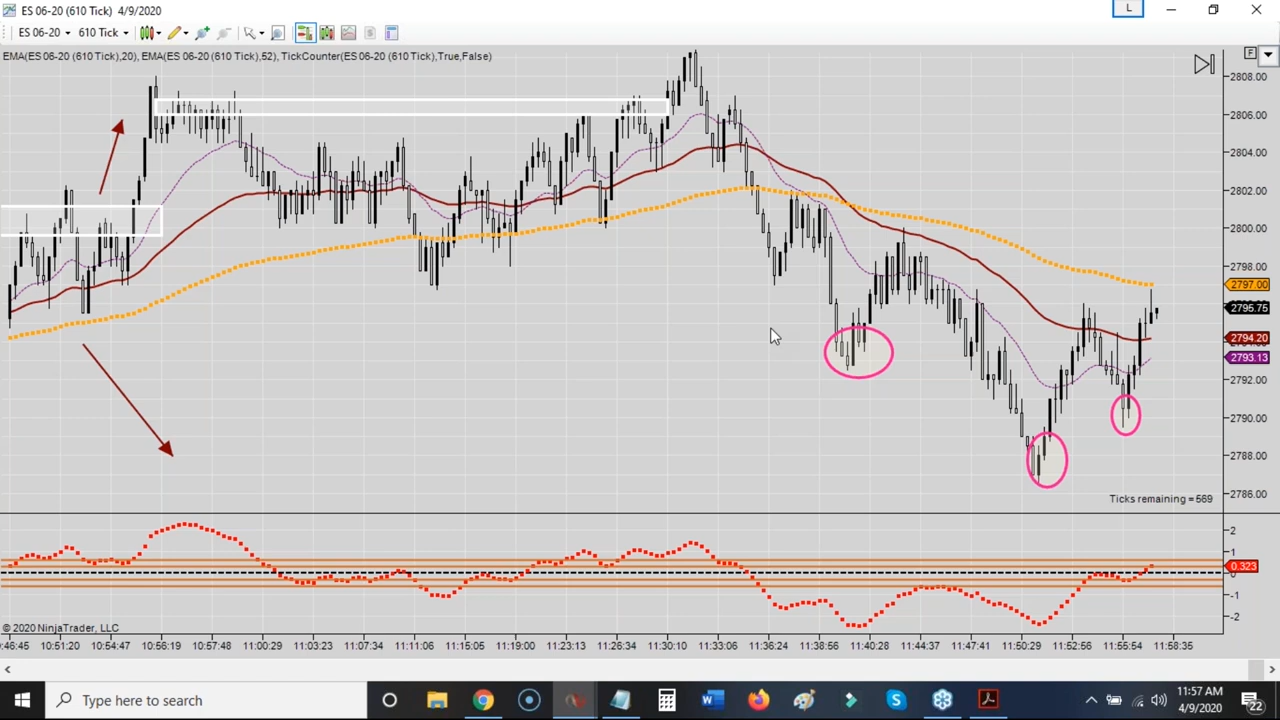 ES 06-20 (610 Tick) 4/9/2020
L
ES 06-20 610 Tick
EMA(ES 06-20 (610 Tick),20), EMA(ES 06-20 (610 Tick),52), TickCounter(ES 06-20 (610 Tick),True,False)
F
2808.00
2806.00
2804.00
2802.00
2800.00
2798.00
2797.00
2795.75
2794.20
2793.13
2792.00
2790.00
2788.00
2786.00
Ticks remaining = 569
2
1
0.323
-1
-2
© 2020 NinjaTrader, LLC
:46:45 10:51:20 10:54:47 10:56:19 10:57:48 11:00:29 11:03:23 11:07:34 11:11:06 11:15:24 11:19:00 11:23:13 11:26:34 11:30:10 11:33:06 11:36:24 11:38:56 11:40:28 11:44:37 11:47:41 11:50:29 11:52:56 11:55:54 11:58:35
Type here to search
11:57 AM
4/9/2020
22